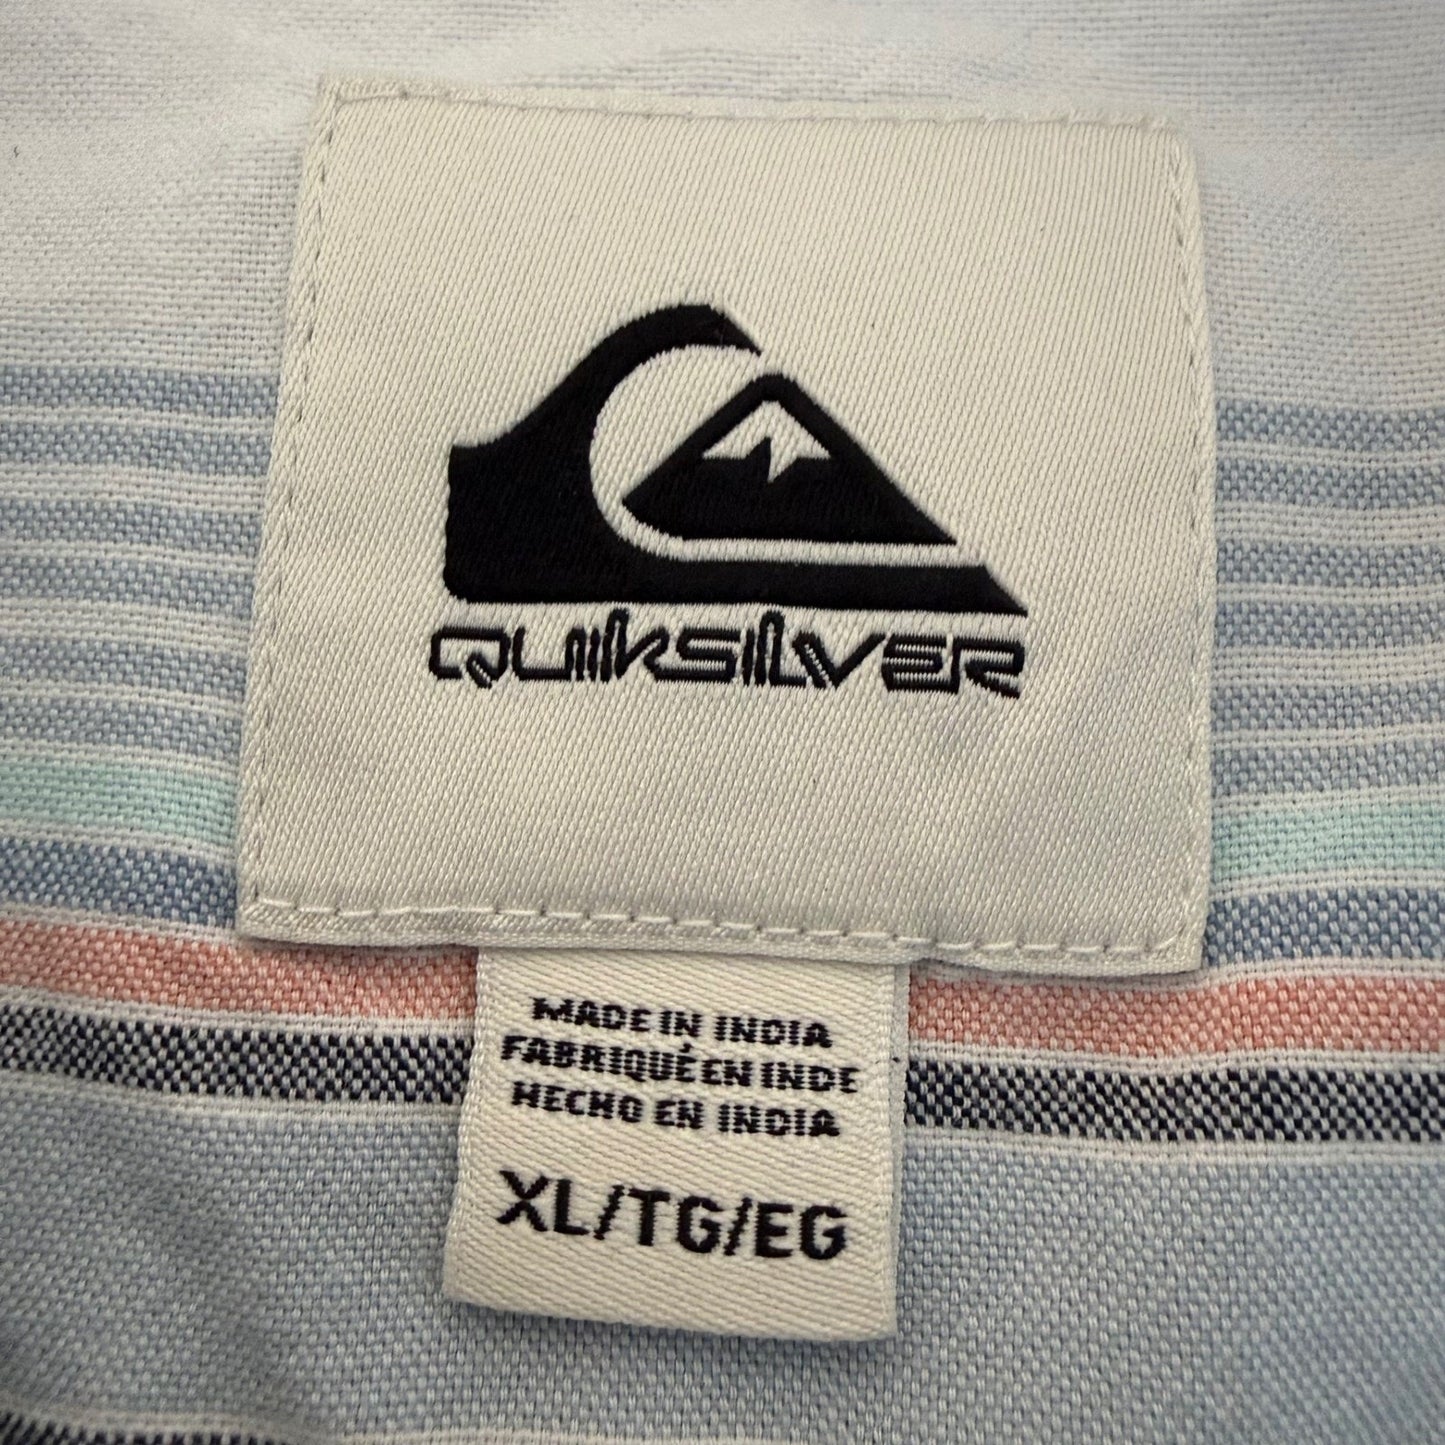 QUIKSILVER
MADE IN INDIA
FABRIQUÉ EN INDE
HECHO EN INDIA
XL/TG/EG